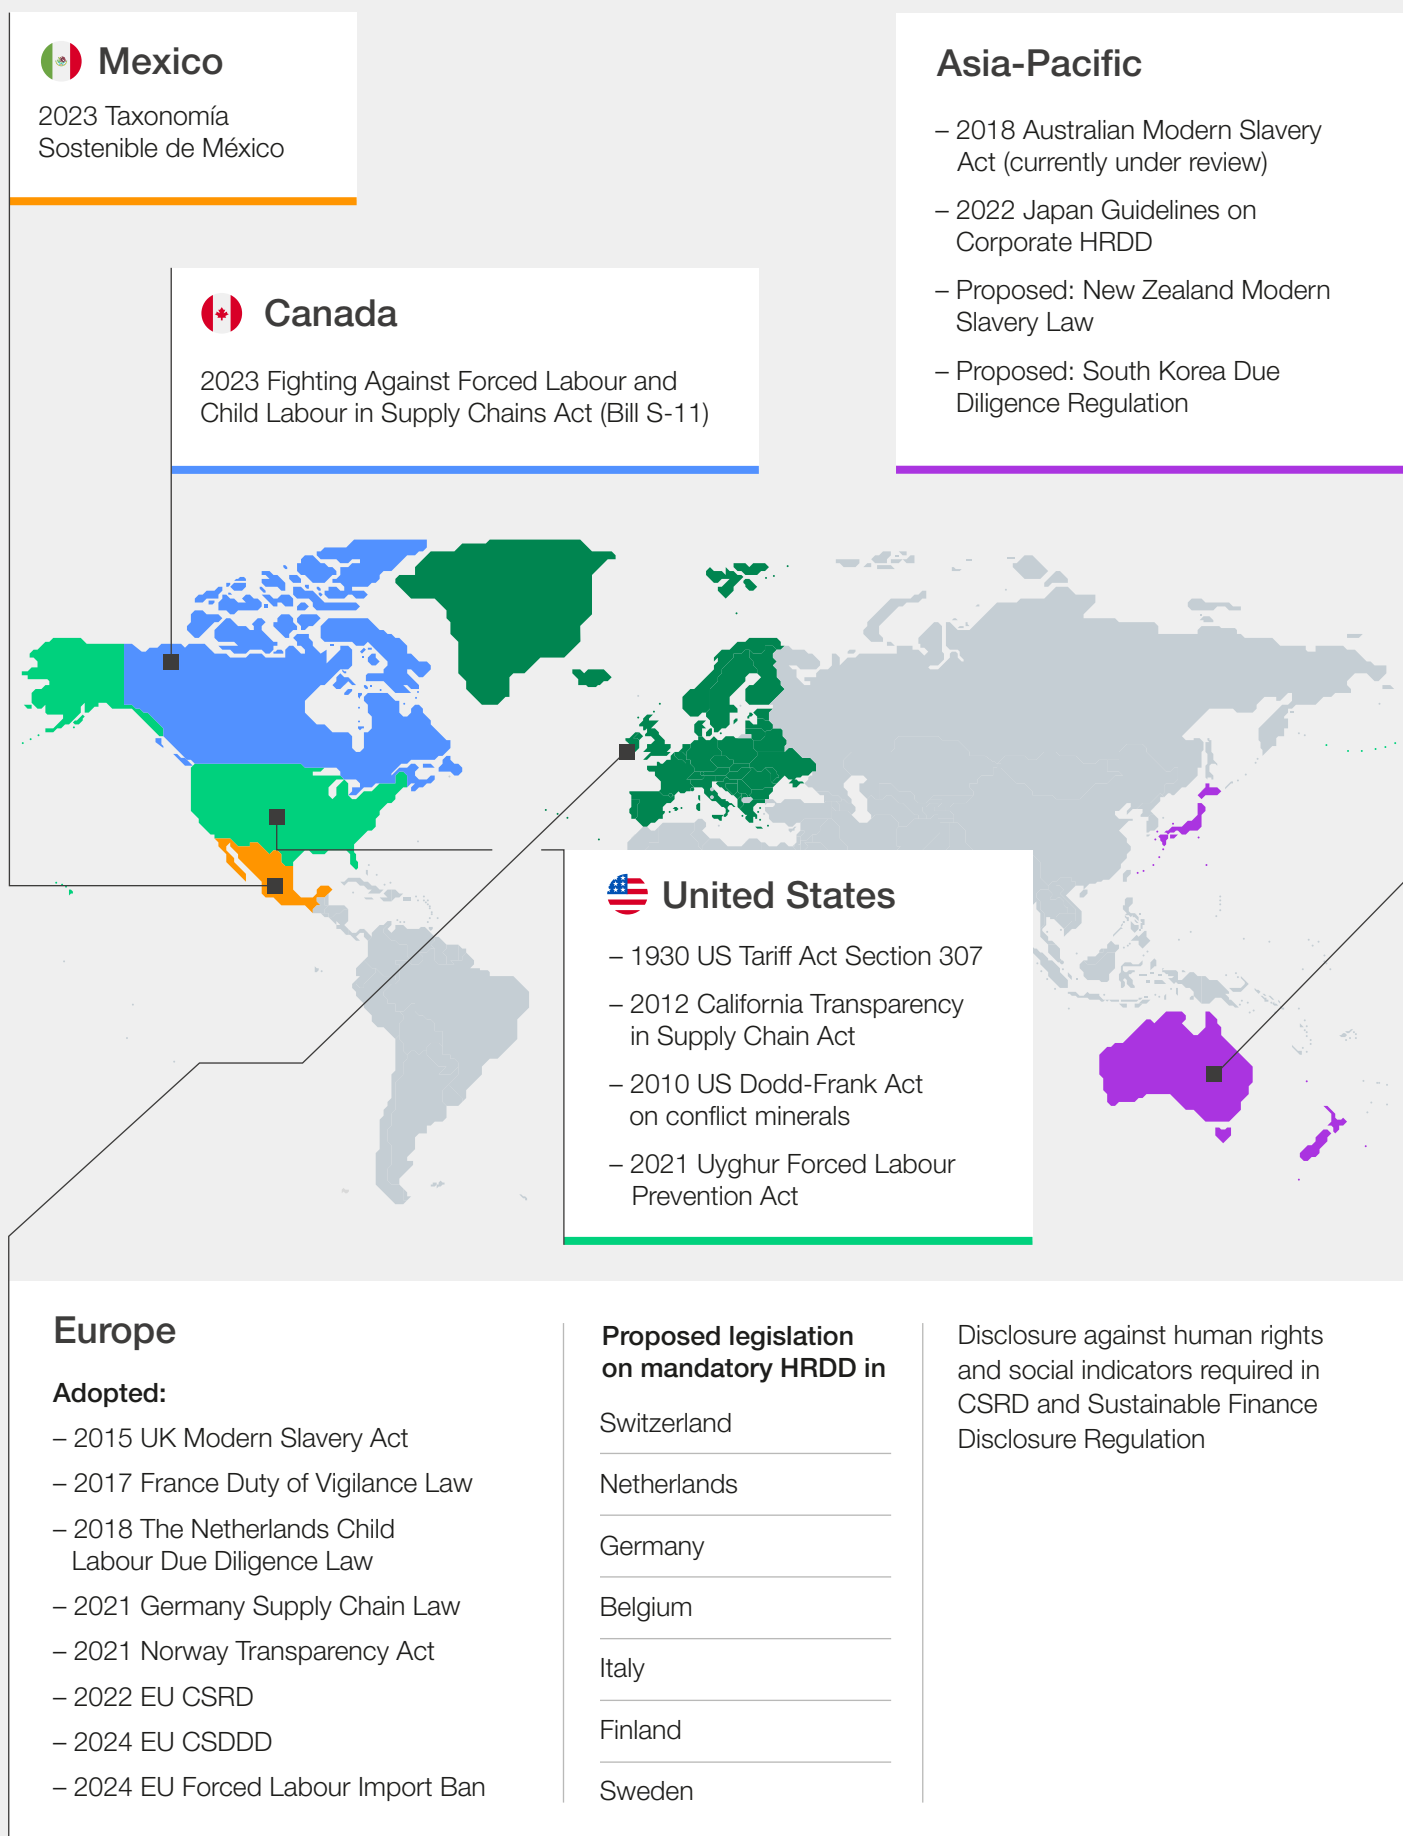 Mexico
2023 Taxonomía
Sostenible de México
Asia-Pacific
– 2018 Australian Modern Slavery
Act (currently under review)
– 2022 Japan Guidelines on
Corporate HRDD
– Proposed: New Zealand Modern
Slavery Law
– Proposed: South Korea Due
Diligence Regulation
Canada
2023 Fighting Against Forced Labour and
Child Labour in Supply Chains Act (Bill S-11)
United States
– 1930 US Tariff Act Section 307
– 2012 California Transparency
in Supply Chain Act
– 2010 US Dodd-Frank Act
on conflict minerals
– 2021 Uyghur Forced Labour
Prevention Act
Europe
Adopted:
– 2015 UK Modern Slavery Act
– 2017 France Duty of Vigilance Law
– 2018 The Netherlands Child
Labour Due Diligence Law
– 2021 Germany Supply Chain Law
– 2021 Norway Transparency Act
– 2022 EU CSRD
– 2024 EU CSDDD
– 2024 EU Forced Labour Import Ban
Proposed legislation
on mandatory HRDD in
Switzerland
Netherlands
Germany
Belgium
Italy
Finland
Sweden
Disclosure against human rights
and social indicators required in
CSRD and Sustainable Finance
Disclosure Regulation